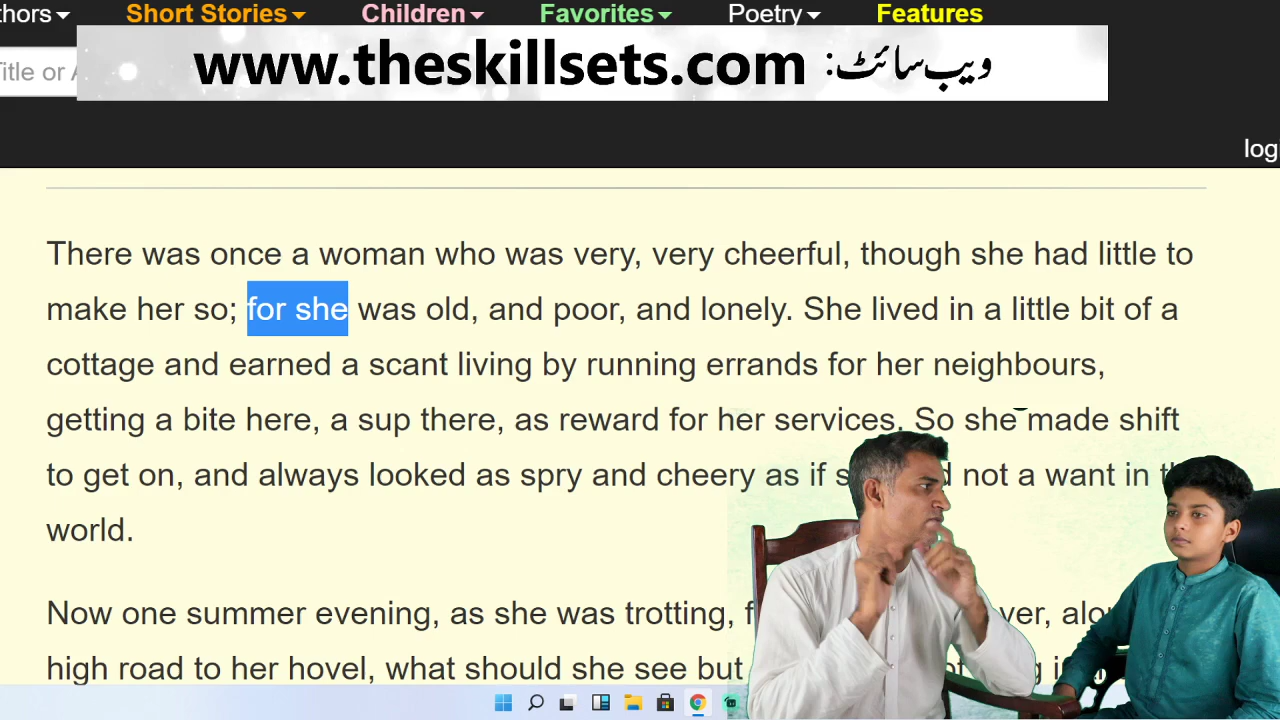 thors Short Stories Children Favorites Poetry Features
Title or A
www.theskillsets.com ویب سائٹ:
log
There was once a woman who was very, very cheerful, though she had little to
make her so; for she was old, and poor, and lonely. She lived in a little bit of a
cottage and earned a scant living by running errands for her neighbours,
getting a bite here, a sup there, as reward for her services. So she made shift
to get on, and always looked as spry and cheery as if not a want in
world.
Now one summer evening, as she was trotting,
high road to her hovel, what should she see but